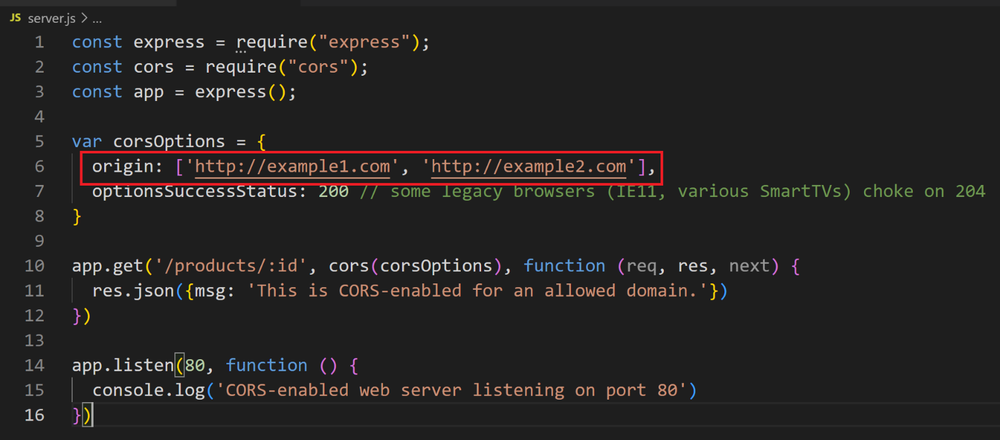 JS server.js > ...
1 const express = require("express");
2 const cors = require("cors");
3 const app = express();
4
5 var corsOptions = {
6   origin: ['http://example1.com', 'http://example2.com'],
7   optionsSuccessStatus: 200 // some legacy browsers (IE11, various SmartTVs) choke on 204
8 }
9
10 app.get('/products/:id', cors(corsOptions), function (req, res, next) {
11   res.json({msg: 'This is CORS-enabled for an allowed domain.'})
12 })
13
14 app.listen(80, function () {
15   console.log('CORS-enabled web server listening on port 80')
16 })